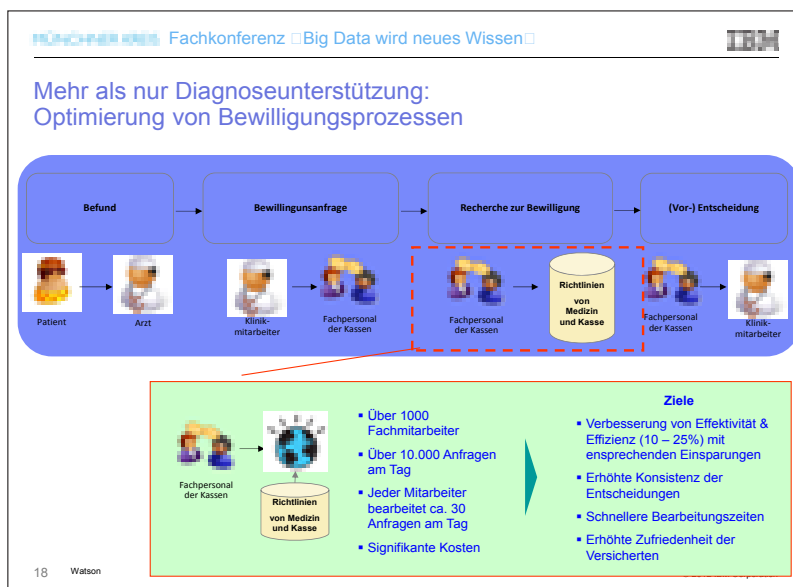 MÜNCHNER KREIS Fachkonferenz □Big Data wird neues Wissen□
IBM
Mehr als nur Diagnoseunterstützung:
Optimierung von Bewilligungsprozessen
Befund
Bewillingunsanfrage
Recherche zur Bewilligung
(Vor-) Entscheidung
Patient
Arzt
Klinik-
mitarbeiter
Fachpersonal
der Kassen
Fachpersonal
der Kassen
Richtlinien
von
Medizin
und Kasse
Fachpersonal
der Kassen
Klinik-
mitarbeiter
Fachpersonal
der Kassen
Richtlinien
von Medizin
und Kasse
▪ Über 1000
Fachmitarbeiter
▪ Über 10.000 Anfragen
am Tag
▪ Jeder Mitarbeiter
bearbeitet ca. 30
Anfragen am Tag
▪ Signifikante Kosten
Ziele
▪ Verbesserung von Effektivität &
Effizienz (10 – 25%) mit
ensprechenden Einsparungen
▪ Erhöhte Konsistenz der
Entscheidungen
▪ Schnellere Bearbeitungszeiten
▪ Erhöhte Zufriedenheit der
Versicherten
18 Watson